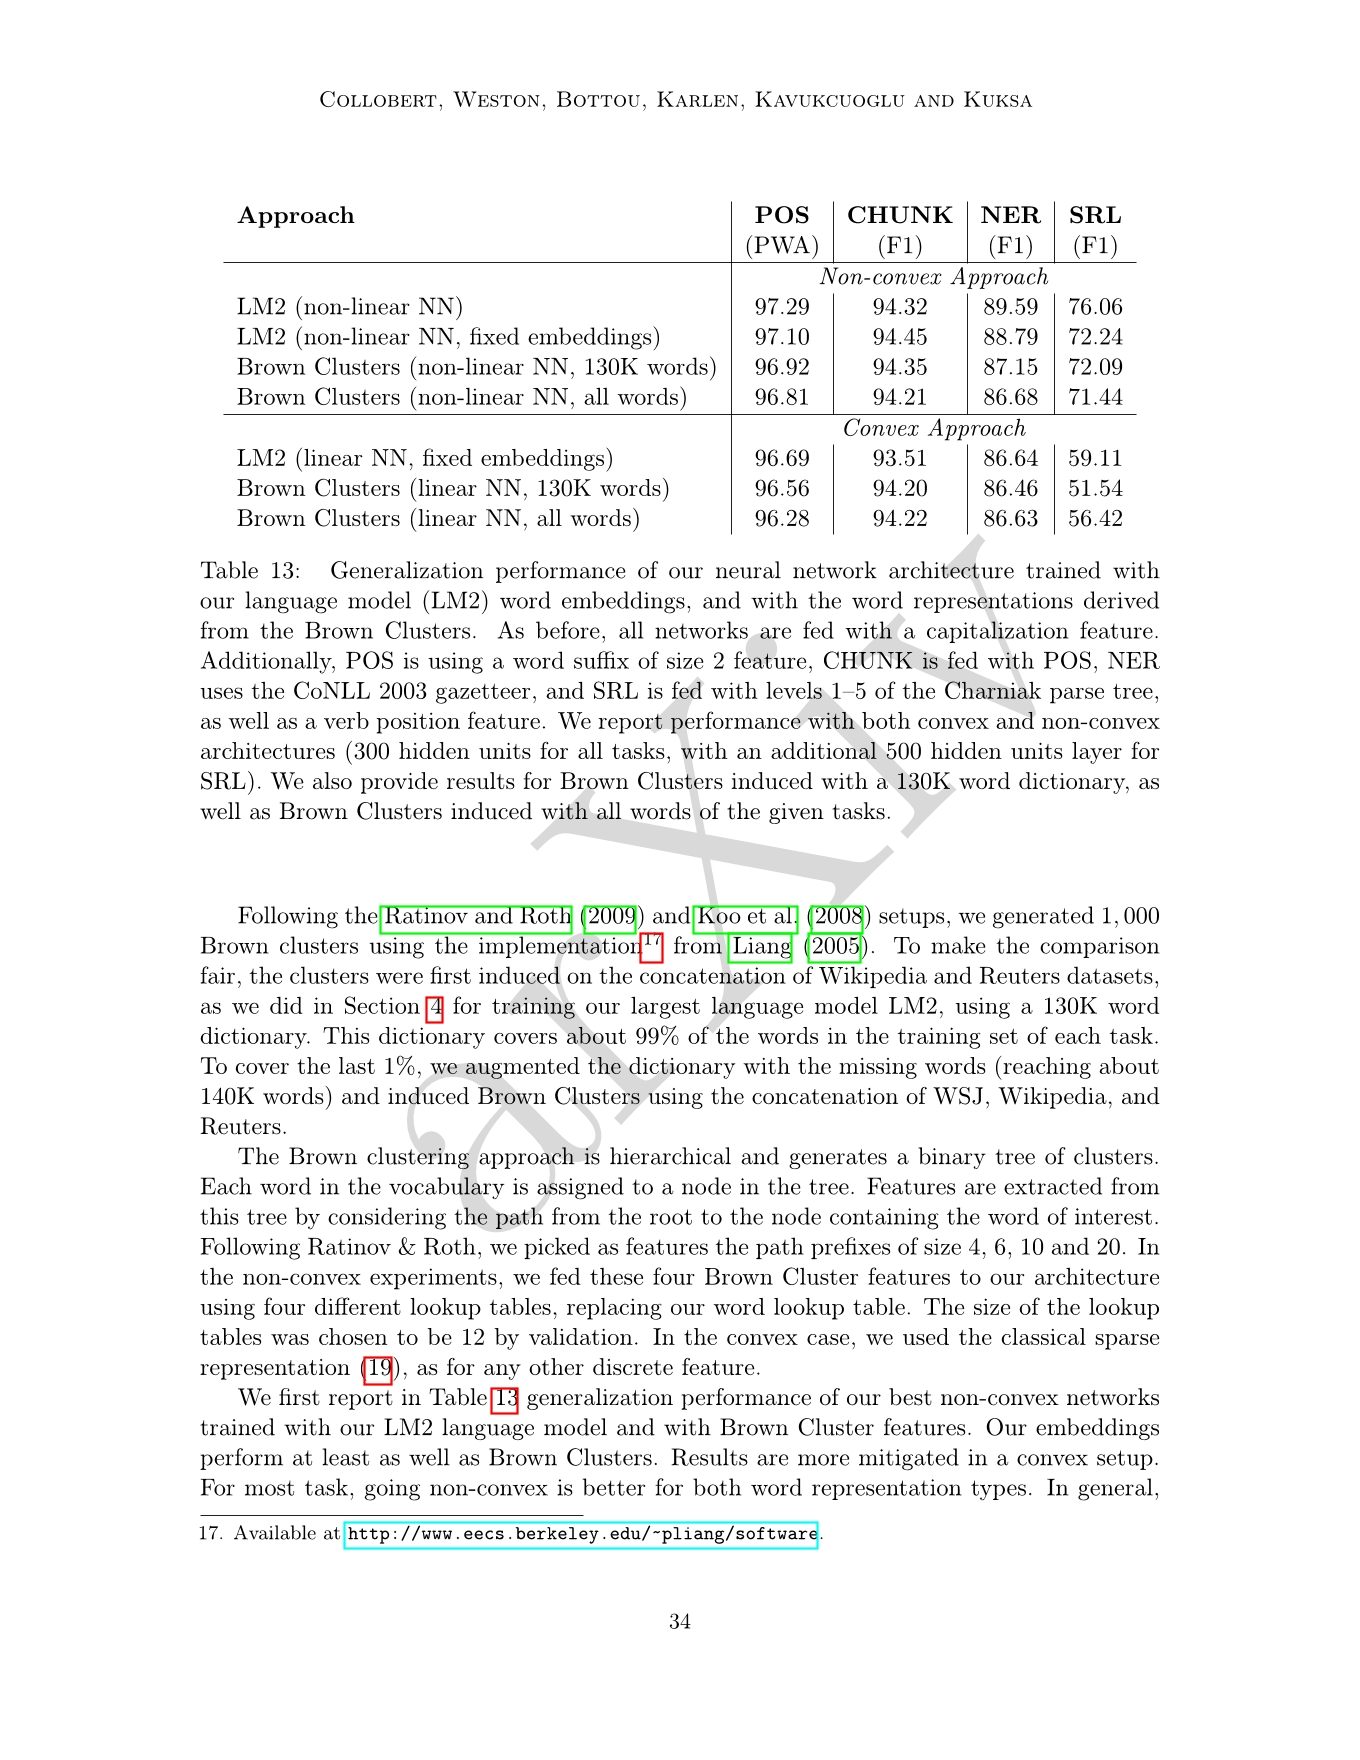 Collobert, Weston, Bottou, Karlen, Kavukcuoglu and Kuksa
Approach POS CHUNK NER SRL
(PWA) (F1) (F1) (F1)
Non-convex Approach
LM2 (non-linear NN) 97.29 94.32 89.59 76.06
LM2 (non-linear NN, fixed embeddings) 97.10 94.45 88.79 72.24
Brown Clusters (non-linear NN, 130K words) 96.92 94.35 87.15 72.09
Brown Clusters (non-linear NN, all words) 96.81 94.21 86.68 71.44
Convex Approach
LM2 (linear NN, fixed embeddings) 96.69 93.51 86.64 59.11
Brown Clusters (linear NN, 130K words) 96.56 94.20 86.46 51.54
Brown Clusters (linear NN, all words) 96.28 94.22 86.63 56.42
Table 13: Generalization performance of our neural network architecture trained with
our language model (LM2) word embeddings, and with the word representations derived
from the Brown Clusters. As before, all networks are fed with a capitalization feature.
Additionally, POS is using a word suffix of size 2 feature, CHUNK is fed with POS, NER
uses the CoNLL 2003 gazetteer, and SRL is fed with levels 1–5 of the Charniak parse tree,
as well as a verb position feature. We report performance with both convex and non-convex
architectures (300 hidden units for all tasks, with an additional 500 hidden units layer for
SRL). We also provide results for Brown Clusters induced with a 130K word dictionary, as
well as Brown Clusters induced with all words of the given tasks.
arXiv
Following the Ratinov and Roth (2009) and Koo et al. (2008) setups, we generated 1, 000
Brown clusters using the implementation17 from Liang (2005). To make the comparison
fair, the clusters were first induced on the concatenation of Wikipedia and Reuters datasets,
as we did in Section 4 for training our largest language model LM2, using a 130K word
dictionary. This dictionary covers about 99% of the words in the training set of each task.
To cover the last 1%, we augmented the dictionary with the missing words (reaching about
140K words) and induced Brown Clusters using the concatenation of WSJ, Wikipedia, and
Reuters.
The Brown clustering approach is hierarchical and generates a binary tree of clusters.
Each word in the vocabulary is assigned to a node in the tree. Features are extracted from
this tree by considering the path from the root to the node containing the word of interest.
Following Ratinov & Roth, we picked as features the path prefixes of size 4, 6, 10 and 20. In
the non-convex experiments, we fed these four Brown Cluster features to our architecture
using four different lookup tables, replacing our word lookup table. The size of the lookup
tables was chosen to be 12 by validation. In the convex case, we used the classical sparse
representation (19), as for any other discrete feature.
We first report in Table 13 generalization performance of our best non-convex networks
trained with our LM2 language model and with Brown Cluster features. Our embeddings
perform at least as well as Brown Clusters. Results are more mitigated in a convex setup.
For most task, going non-convex is better for both word representation types. In general,
17. Available at http://www.eecs.berkeley.edu/~pliang/software.
34